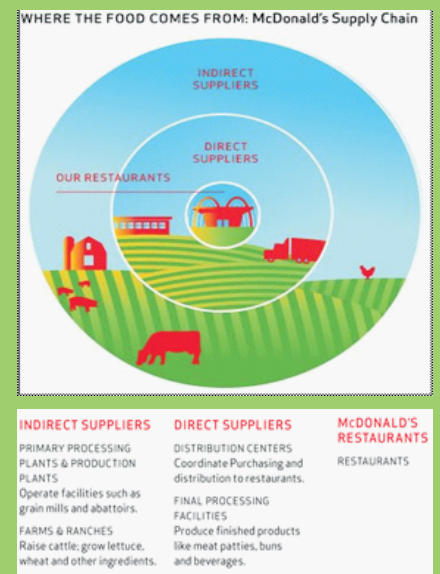 WHERE THE FOOD COMES FROM: McDonald's Supply Chain
INDIRECT
SUPPLIERS
DIRECT
SUPPLIERS
OUR RESTAURANTS
INDIRECT SUPPLIERS
PRIMARY PROCESSING
PLANTS & PRODUCTION
PLANTS
Operate facilities such as
grain mills and abattoirs.
FARMS & RANCHES
Raise cattle; grow lettuce,
wheat and other ingredients.
DIRECT SUPPLIERS
DISTRIBUTION CENTERS
Coordinate Purchasing and
distribution to restaurants.
FINAL PROCESSING
FACILITIES
Produce finished products
like meat patties, buns
and beverages.
McDONALD'S
RESTAURANTS
RESTAURANTS